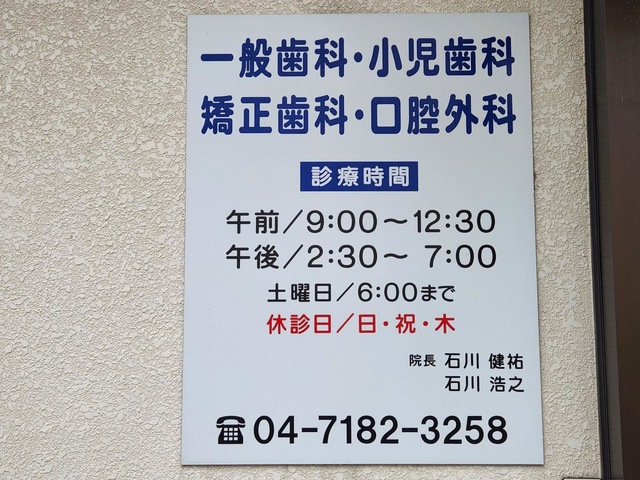 一般歯科・小児歯科
矯正歯科・口腔外科
診療時間
午前／9:00～12:30
午後／2:30～ 7:00
土曜日／6:00まで
休診日／日・祝・木
院長 石川 健祐
石川 浩之
☎04-7182-3258